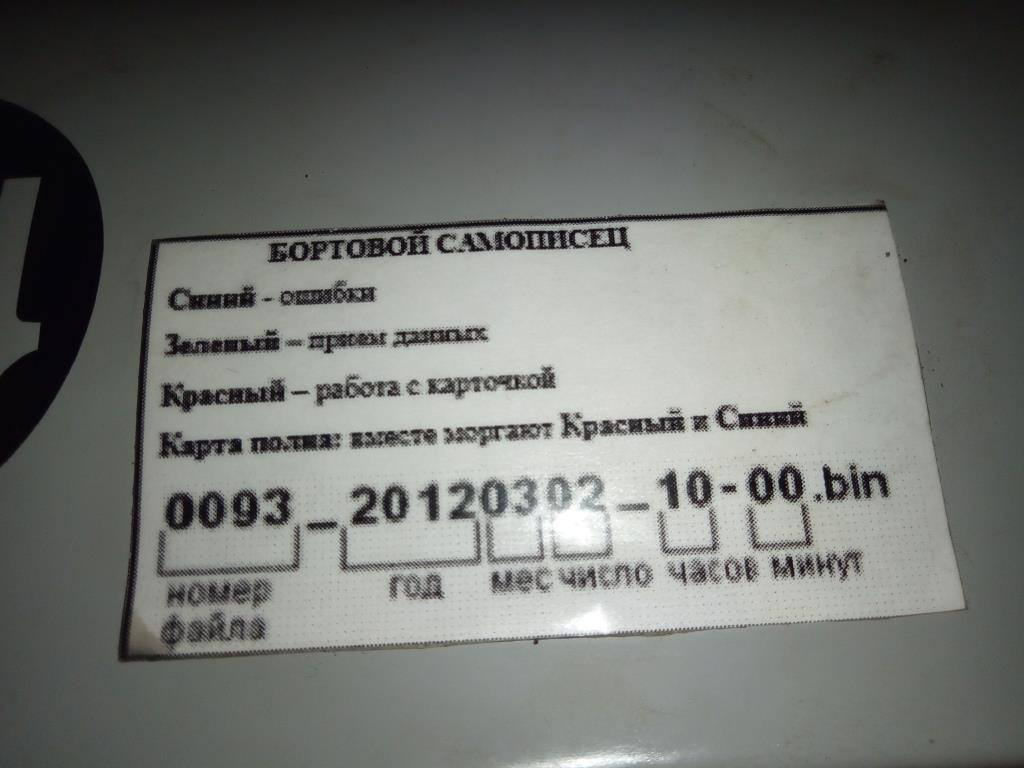 БОРТОВОЙ САМОПИСЕЦ
Синий - ошибки
Зеленый – прием данных
Красный – работа с карточкой
Карта полна: вместе моргают Красный и Синий
0093_20120302_10-00.bin
номер файла год мес число часов минут